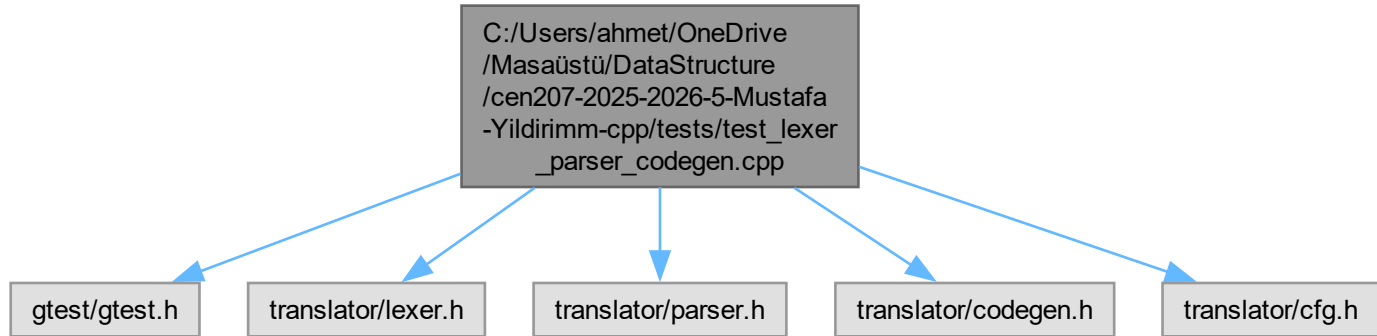 C:/Users/ahmet/OneDrive
/Masaüstü/DataStructure
/cen207-2025-2026-5-Mustafa
-Yildirimm-cpp/tests/test_lexer
_parser_codegen.cpp
gtest/gtest.h
translator/lexer.h
translator/parser.h
translator/codegen.h
translator/cfg.h